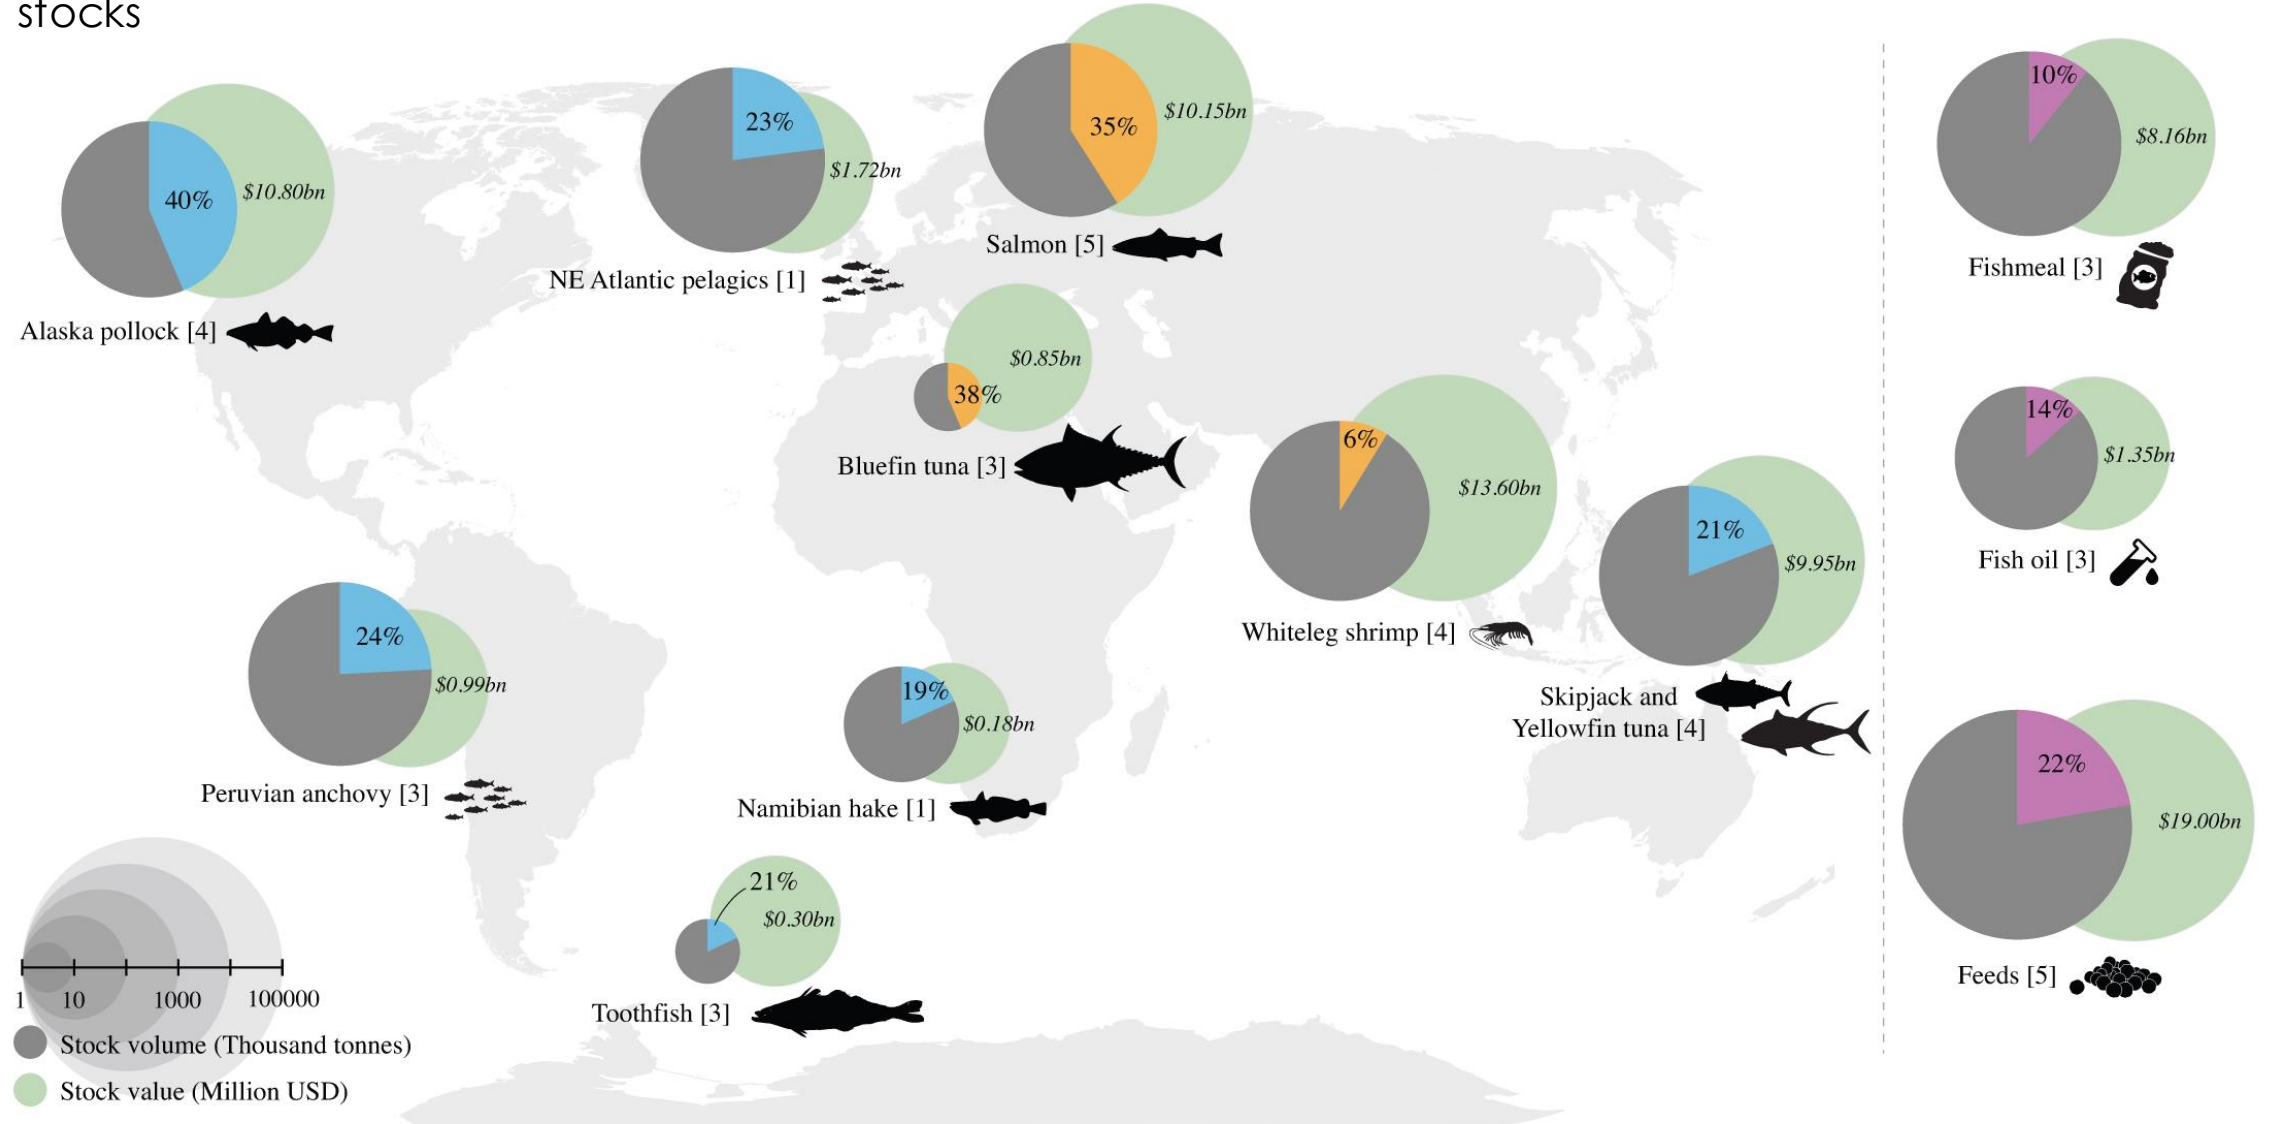 stocks
40%
$10.80bn
Alaska pollock [4]
23%
$1.72bn
NE Atlantic pelagics [1]
35%
$10.15bn
Salmon [5]
38%
$0.85bn
Bluefin tuna [3]
6%
$13.60bn
Whiteleg shrimp [4]
21%
$9.95bn
Skipjack and
Yellowfin tuna [4]
24%
$0.99bn
Peruvian anchovy [3]
19%
$0.18bn
Namibian hake [1]
21%
$0.30bn
Toothfish [3]
10%
$8.16bn
Fishmeal [3]
14%
$1.35bn
Fish oil [3]
22%
$19.00bn
Feeds [5]
1 10 1000 100000
Stock volume (Thousand tonnes)
Stock value (Million USD)